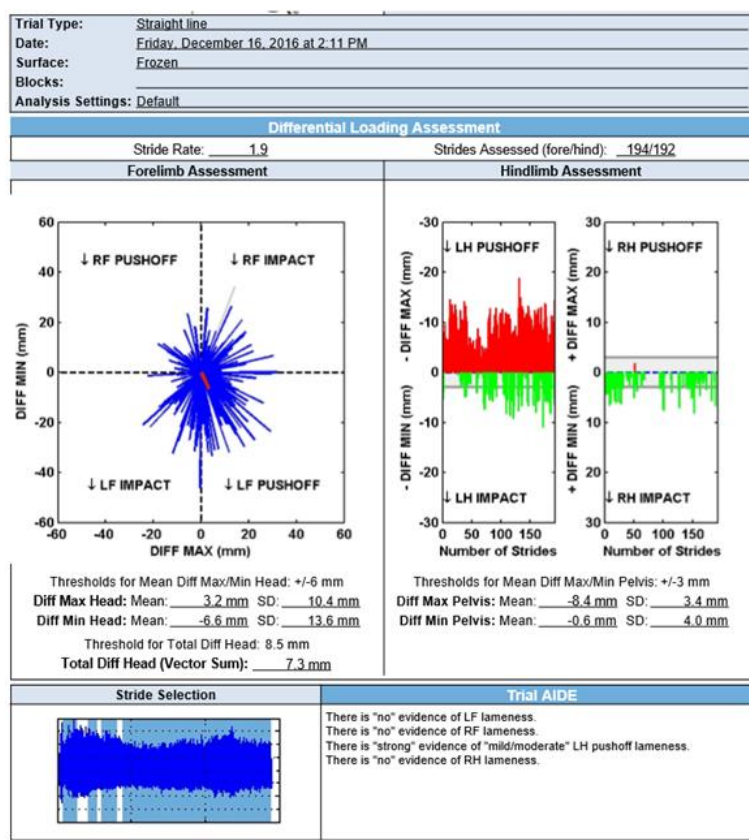 Trial Type: Straight line
Date: Friday, December 16, 2016 at 2:11 PM
Surface: Frozen
Blocks:
Analysis Settings: Default
Differential Loading Assessment
Stride Rate: 1.9 Strides Assessed (fore/hind): 194/192
Forelimb Assessment
60
40
20
0
-20
-40
-60
DIFF MIN (mm)
↓ RF PUSHOFF ↓ RF IMPACT
↓ LF IMPACT ↓ LF PUSHOFF
-60 -40 -20 0 20 40 60
DIFF MAX (mm)
Thresholds for Mean Diff Max/Min Head: +/-6 mm
Diff Max Head: Mean: 3.2 mm SD: 10.4 mm
Diff Min Head: Mean: -6.6 mm SD: 13.6 mm
Threshold for Total Diff Head: 8.5 mm
Total Diff Head (Vector Sum): 7.3 mm
Hindlimb Assessment
-30
-20
-10
0
10
20
-30
- DIFF MAX (mm)
- DIFF MIN (mm)
↓ LH PUSHOFF
↓ LH IMPACT
0 50 100 150
Number of Strides
30
20
10
0
10
20
30
+ DIFF MAX (mm)
+ DIFF MIN (mm)
↓ RH PUSHOFF
↓ RH IMPACT
0 50 100 150
Number of Strides
Thresholds for Mean Diff Max/Min Pelvis: +/-3 mm
Diff Max Pelvis: Mean: -8.4 mm SD: 3.4 mm
Diff Min Pelvis: Mean: -0.6 mm SD: 4.0 mm
Stride Selection
Trial AIDE
There is "no" evidence of LF lameness.
There is "no" evidence of RF lameness.
There is "strong" evidence of "mild/moderate" LH pushoff lameness.
There is "no" evidence of RH lameness.